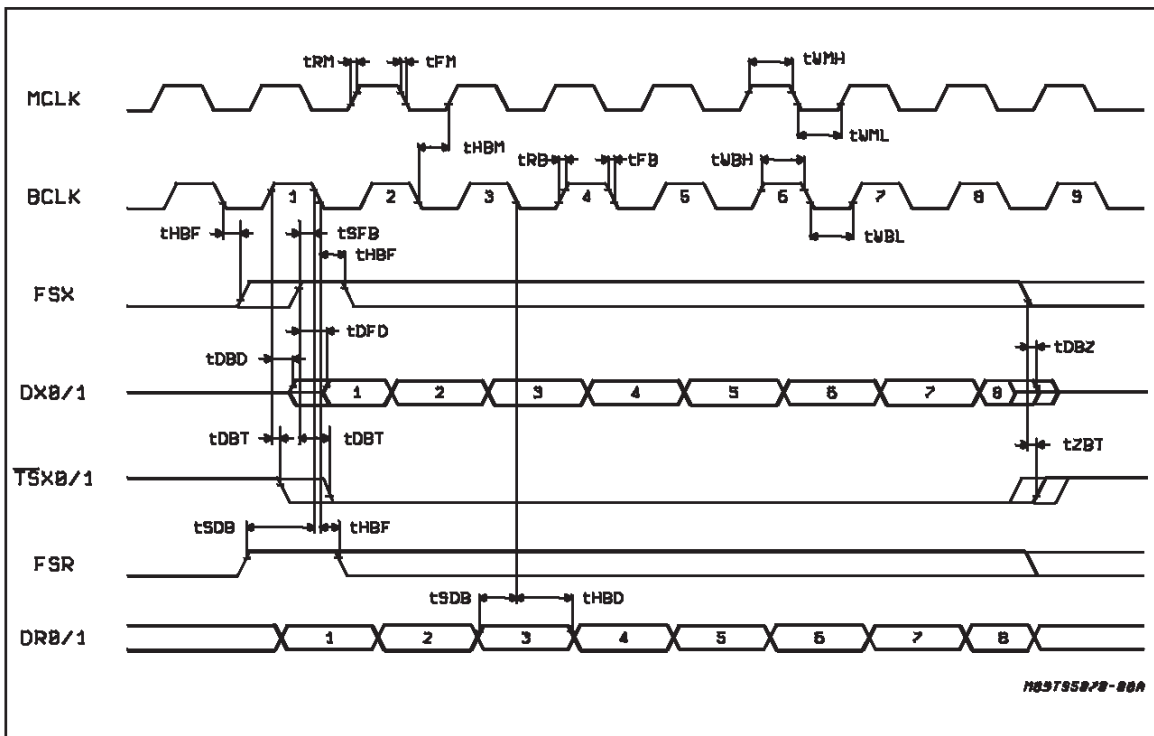 tRM tFM tWMH
MCLK
tHBM tRB tFB tWBH tWML
BCLK 1 2 3 4 5 6 7 8 9
tHBF tSFB tHBF tWBL
FSX
tDFD
tDBD tDBZ
DX0/1 1 2 3 4 5 6 7 8
tDBT tDBT tZBT
TSX0/1
tSDB tHBF
FSR
tSDB tHBD
DR0/1 1 2 3 4 5 6 7 8